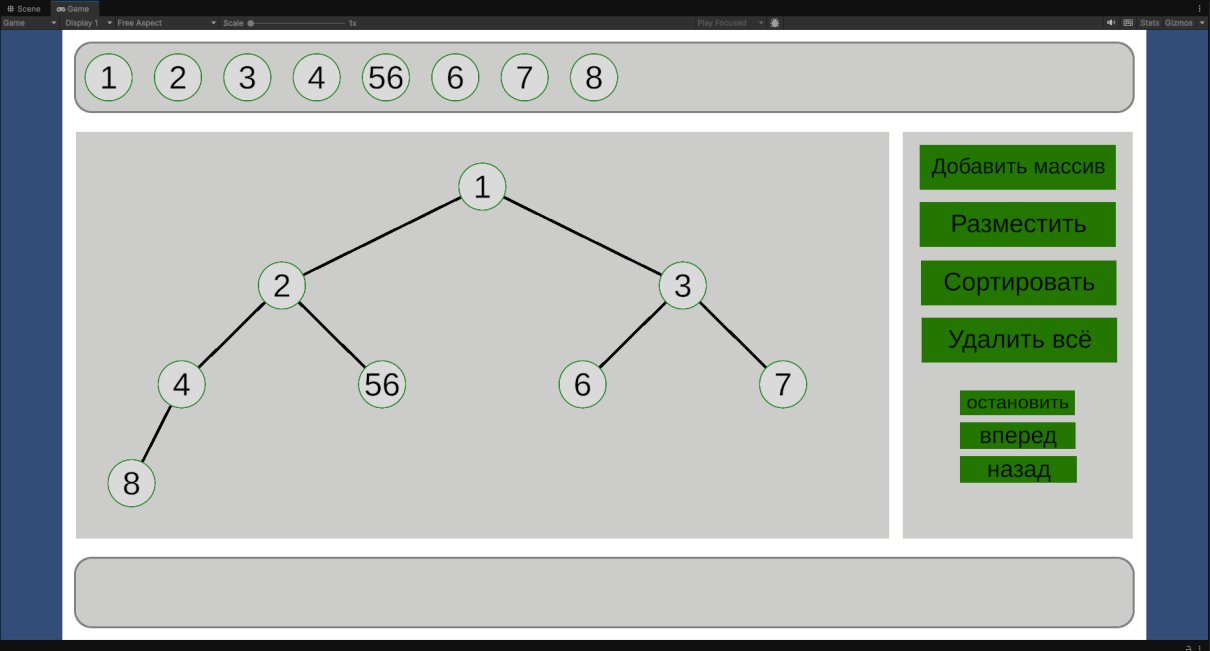 Scene Game
Game Display 1 Free Aspect Scale 1x Play Focused Stats Gizmos
1 2 3 4 56 6 7 8
1
2 3
4 56 6 7
8
Добавить массив
Разместить
Сортировать
Удалить всё
остановить
вперед
назад